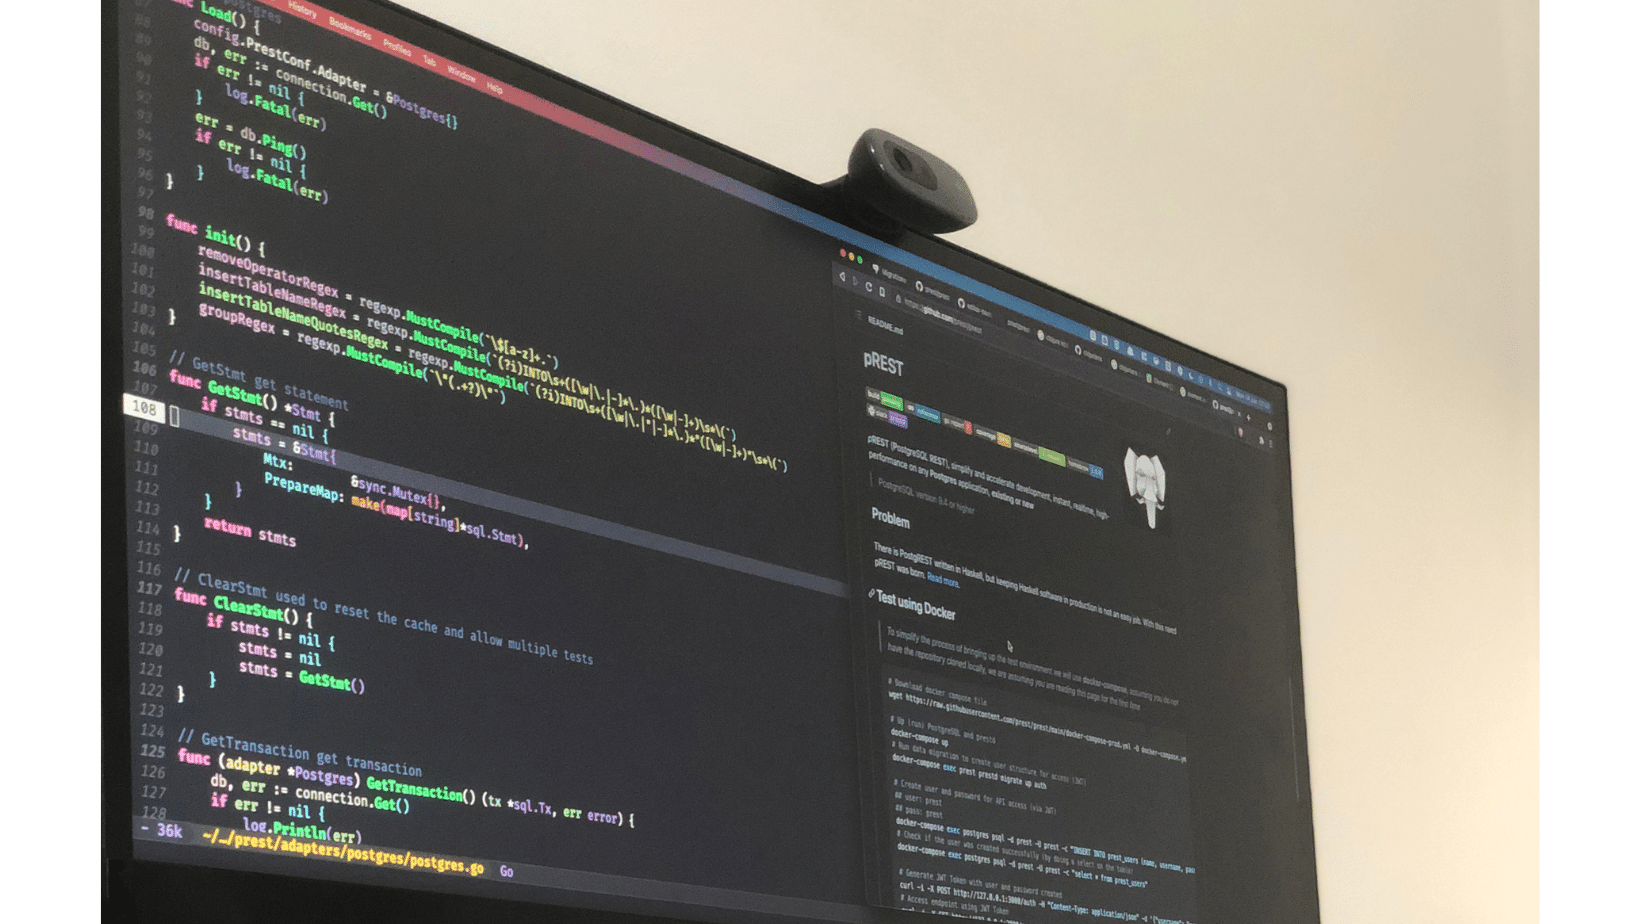 History Bookmarks Profiles Tab Window Help
Load() {
config.PrestConf.Adapter = &Postgres{}
db, err := connection.Get()
if err != nil {
log.Fatal(err)
}
err = db.Ping()
if err != nil {
log.Fatal(err)
}
}
97
98 func init() {
99 removeOperatorRegex = regexp.MustCompile(`\$[a-z]+.`)
100 insertTableNameRegex = regexp.MustCompile(`(?i)INTO\s+([\w|\.|-]*\.)*([\w|-]+)\s*\(`)
101 insertTableNameQuotesRegex = regexp.MustCompile(`(?i)INTO\s+([\w|\.|"|-]*\.)*"([\w|-]+)"\s*\(`)
102 groupRegex = regexp.MustCompile(`\"(.+?)\"`)
103 }
104
105 // GetStmt get statement
106 func GetStmt() *Stmt {
107 if stmts == nil {
108 stmts = &Stmt{
109 Mtx: &sync.Mutex{},
110 PrepareMap: make(map[string]*sql.Stmt),
111 }
112 }
113 return stmts
114 }
115
116 // ClearStmt used to reset the cache and allow multiple tests
117 func ClearStmt() {
118 if stmts != nil {
119 stmts = nil
120 stmts = GetStmt()
121 }
122 }
123
124 // GetTransaction get transaction
125 func (adapter *Postgres) GetTransaction() (tx *sql.Tx, err error) {
126 db, err := connection.Get()
127 if err != nil {
128 log.Println(err)
- 36k ~/…/prest/adapters/postgres/postgres.go Go
README.md
pREST
pREST (PostgreSQL REST), simplify and accelerate development, instant, realtime, high-
performance on any Postgres application, existing or new
PostgreSQL version 9.4 or higher
Problem
There is PostgREST written in Haskell, but keeping Haskell software in production is not an easy job. With this need
pREST was born. Read more.
Test using Docker
To simplify the process of bringing up the test environment we will use docker-compose, assuming you do not
have the repository cloned locally, we are assuming you are reading this page for the first time
# Download docker compose file
wget https://raw.githubusercontent.com/prest/prest/main/docker-compose-prod.yml -O docker-compose.yml
# Up (run) PostgreSQL and prestd
docker-compose up
# Run data migration to create user structure for access (JWT)
docker-compose exec prest prestd migrate up auth
# Create user and password for API access (via JWT)
## user: prest
## pass: prest
docker-compose exec postgres psql -d prest -U prest -c "INSERT INTO prest_users (name, username, pas
# Check if the user was created successfully (by doing a select on the table)
docker-compose exec postgres psql -d prest -U prest -c "select * from prest_users"
# Generate JWT Token with user and password created
curl -i -X POST http://127.0.0.1:3000/auth -H "Content-Type: application/json" -d '{"username":
# Access endpoint using JWT Token